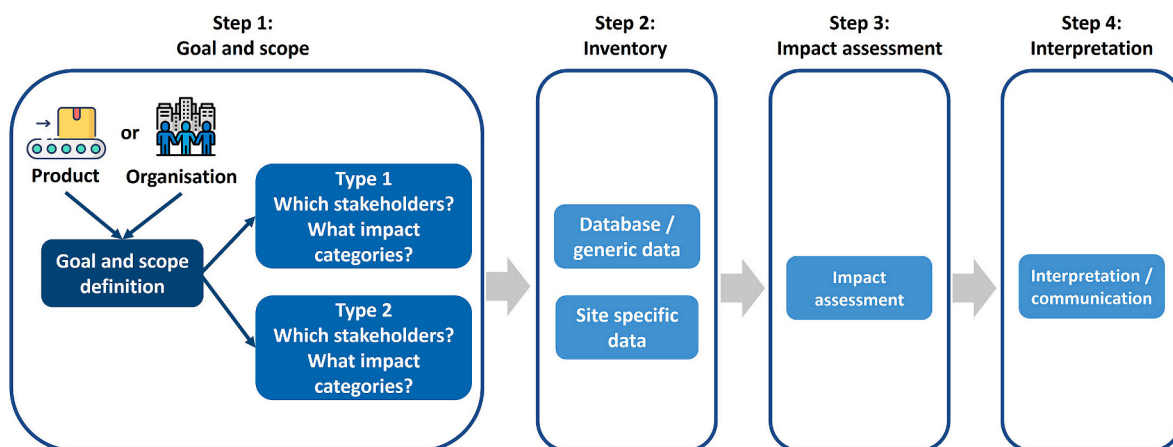 Step 1:
Goal and scope
Step 2:
Inventory
Step 3:
Impact assessment
Step 4:
Interpretation
or
Product
Organisation
Goal and scope
definition
Type 1
Which stakeholders?
What impact
categories?
Type 2
Which stakeholders?
What impact
categories?
Database /
generic data
Site specific
data
Impact
assessment
Interpretation /
communication